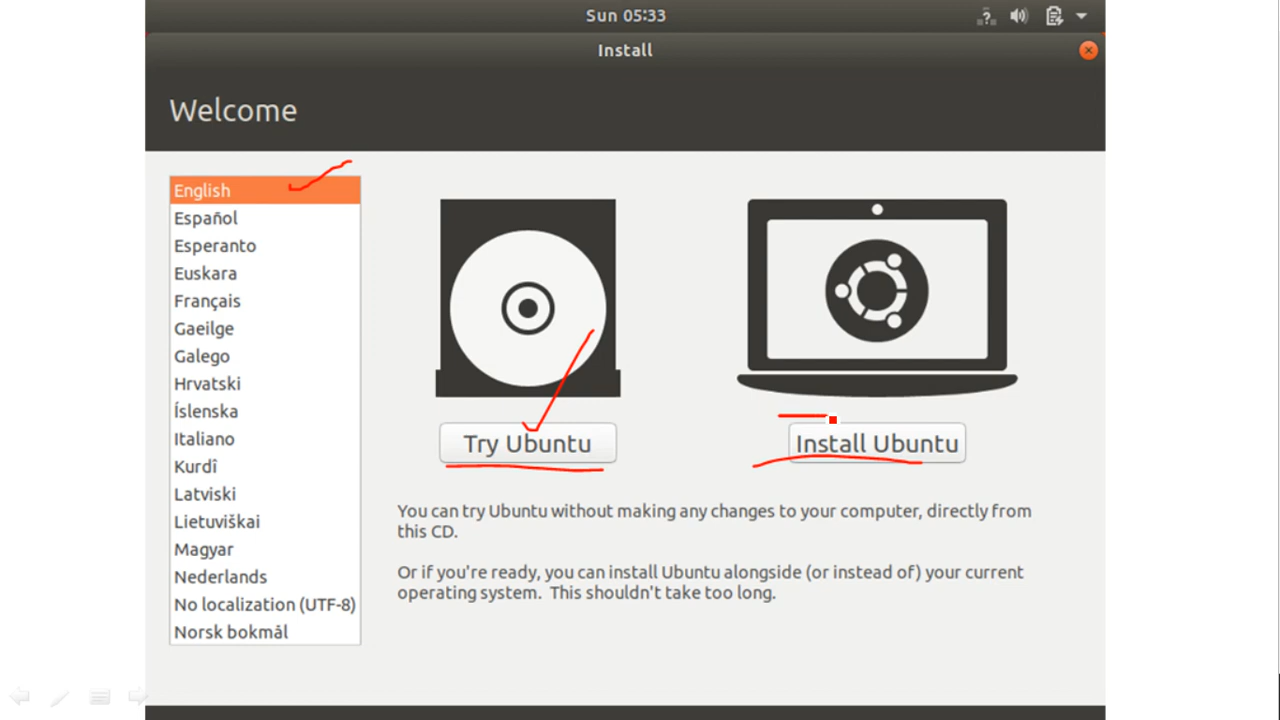 Sun 05:33
Install
Welcome
English
Español
Esperanto
Euskara
Français
Gaeilge
Galego
Hrvatski
Íslenska
Italiano
Kurdî
Latviski
Lietuviškai
Magyar
Nederlands
No localization (UTF-8)
Norsk bokmål
Try Ubuntu
Install Ubuntu
You can try Ubuntu without making any changes to your computer, directly from
this CD.
Or if you're ready, you can install Ubuntu alongside (or instead of) your current
operating system. This shouldn't take too long.